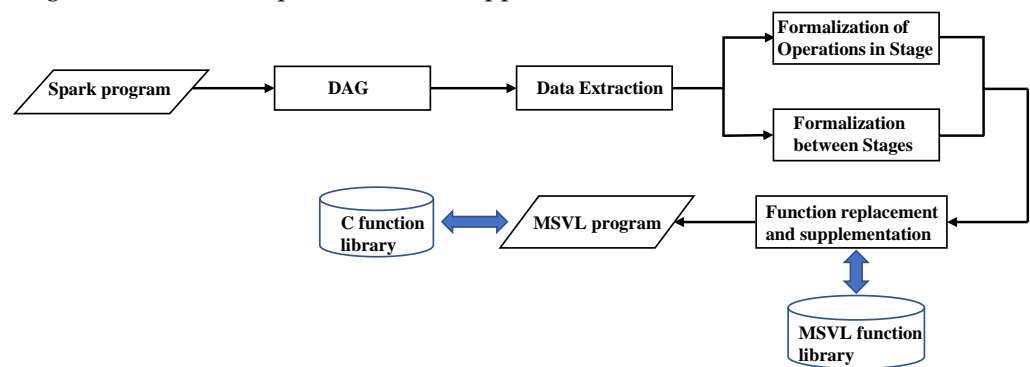 Formalization of
Operations in Stage
Spark program
DAG
Data Extraction
Formalization
between Stages
C function
library
MSVL program
Function replacement
and supplementation
MSVL function
library